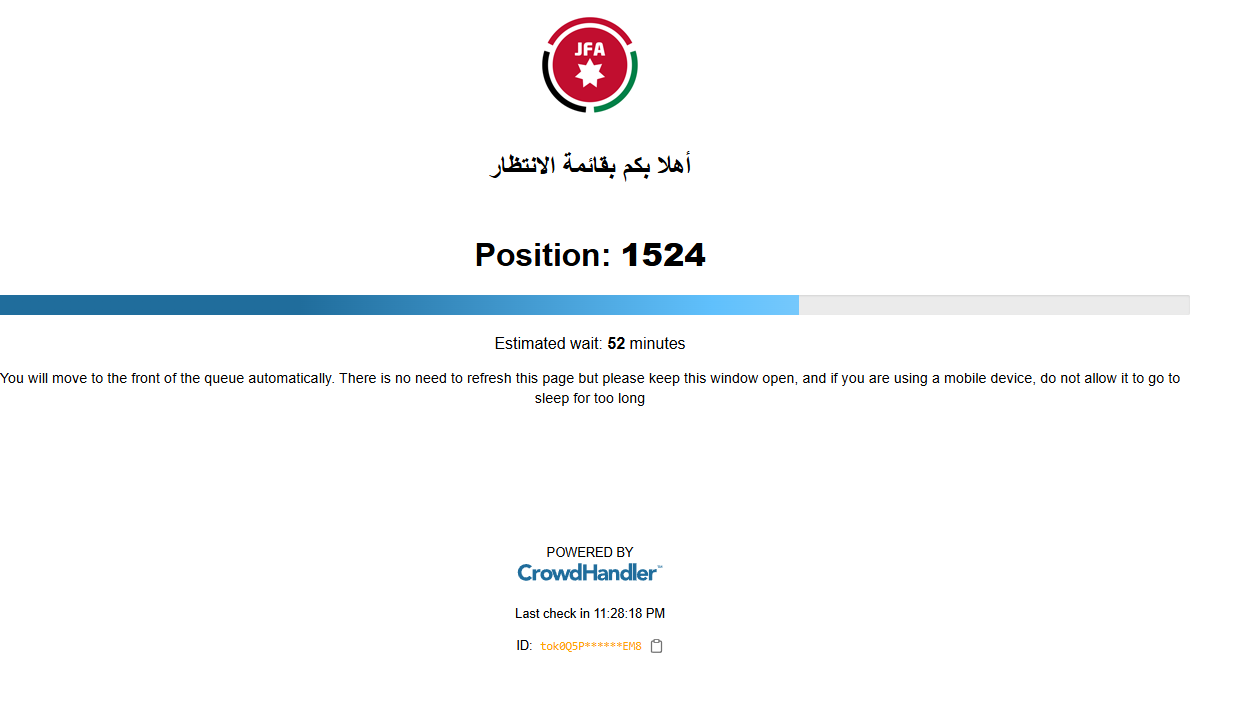 JFA
أهلا بكم بقائمة الانتظار
Position: 1524
Estimated wait: 52 minutes
You will move to the front of the queue automatically. There is no need to refresh this page but please keep this window open, and if you are using a mobile device, do not allow it to go to
sleep for too long
POWERED BY
CrowdHandler™
Last check in 11:28:18 PM
ID: tok0Q5P******EM8